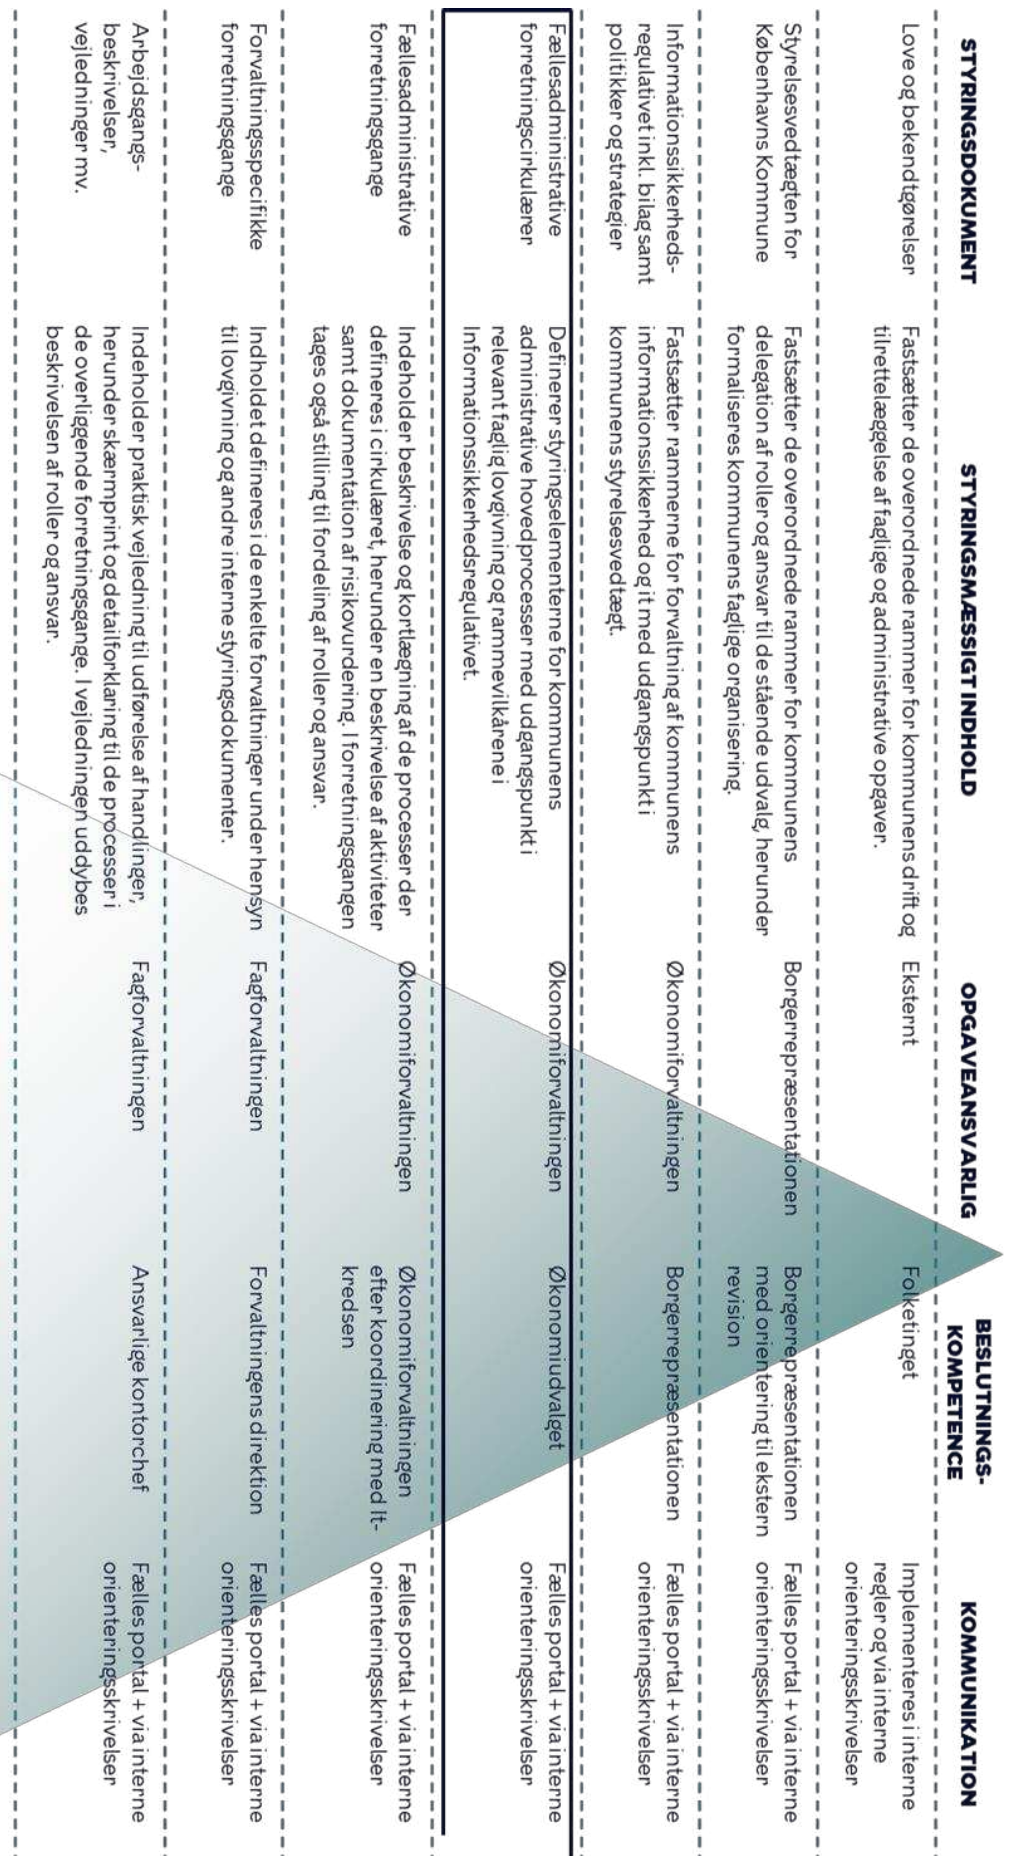 STYRINGSDOKUMENT
STYRINGSMÆSSIGT INDHOLD
OPGAVEANSVARLIG
BESLUTNINGS-
KOMPETENCE
KOMMUNIKATION
Love og bekendtgørelser
Fastsætter de overordnede rammer for kommunens drift og
tilrettelæggelse af faglige og administrative opgaver.
Eksternt
Folketinget
Implementeres i interne
regler og via interne
orienteringsskrivelser
Styrelsesvedtægten for
Københavns Kommune
Fastsætter de overordnede rammer for kommunens
delegation af roller og ansvar til de stående udvalg, herunder
formaliseres kommunens faglige organisering.
Borgerrepræsentationen
Borgerrepræsentationen
med orientering til ekstern
revision
Fælles portal + via interne
orienteringsskrivelser
Informationssikkerheds-
regulativet inkl. bilag samt
politikker og strategier
Fastsætter rammerne for forvaltning af kommunens
informationssikkerhed og it med udgangspunkt i
kommunens styrelsesvedtægt.
Økonomiforvaltningen
Borgerrepræsentationen
Fælles portal + via interne
orienteringsskrivelser
Fællesadministrative
forretningscirkulærer
Definerer styringselementerne for kommunens
administrative hovedprocesser med udgangspunkt i
relevant faglig lovgivning og rammevilkårene i
Informationssikkerhedsregulativet.
Økonomiforvaltningen
Økonomiudvalget
Fælles portal + via interne
orienteringsskrivelser
Fællesadministrative
forretningsgange
Indeholder beskrivelse og kortlægning af de processer der
defineres i cirkulæret, herunder en beskrivelse af aktiviteter
samt dokumentation af risikovurdering. I forretningsgangen
tages også stilling til fordeling af roller og ansvar.
Økonomiforvaltningen
Økonomiforvaltningen
efter koordinering med It-
kredsen
Fælles portal + via interne
orienteringsskrivelser
Forvaltningsspecifikke
forretningsgange
Indholdet defineres i de enkelte forvaltninger under hensyn
til lovgivning og andre interne styringsdokumenter.
Fagforvaltningen
Forvaltningens direktion
Fælles portal + via interne
orienteringsskrivelser
Arbejdsgangs-
beskrivelser,
vejledninger mv.
Indeholder praktisk vejledning til udførelse af handlinger,
herunder skærmprint og detailforklaring til de processer i
de overliggende forretningsgange. I vejledningen uddybes
beskrivelsen af roller og ansvar.
Fagforvaltningen
Ansvarlige kontorchef
Fælles portal + via interne
orienteringsskrivelser